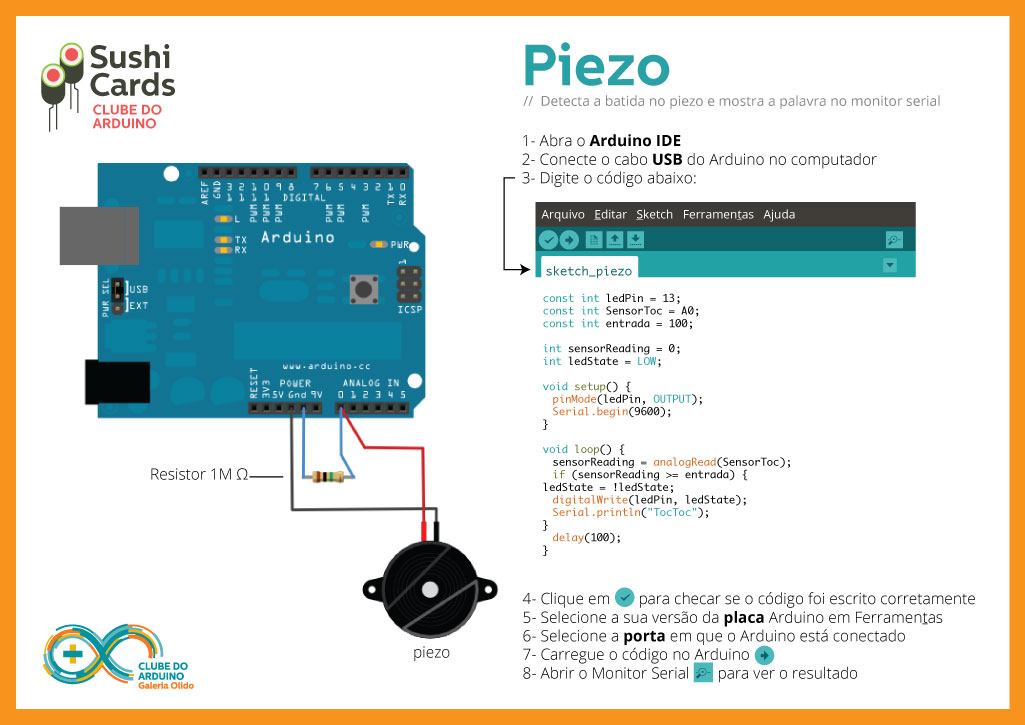 Sushi
Cards
CLUBE DO
ARDUINO
Piezo
// Detecta a batida no piezo e mostra a palavra no monitor serial
1- Abra o Arduino IDE
2- Conecte o cabo USB do Arduino no computador
3- Digite o código abaixo:
Arquivo Editar Sketch Ferramentas Ajuda
sketch_piezo
const int ledPin = 13;
const int SensorToc = A0;
const int entrada = 100;
int sensorReading = 0;
int ledState = LOW;
void setup() {
pinMode(ledPin, OUTPUT);
Serial.begin(9600);
}
void loop() {
sensorReading = analogRead(SensorToc);
if (sensorReading >= entrada) {
ledState = !ledState;
digitalWrite(ledPin, ledState);
Serial.println("TocToc");
}
delay(100);
}
4- Clique em para checar se o código foi escrito corretamente
5- Selecione a sua versão da placa Arduino em Ferramentas
6- Selecione a porta em que o Arduino está conectado
7- Carregue o código no Arduino
8- Abrir o Monitor Serial para ver o resultado
AREF GND 13 12 11 10 9 8 7 6 5 4 3 2 TX 1 RX 0
DIGITAL
PWM PWM PWM PWM PWM PWM
L
TX
RX
Arduino
PWR
1
ICSP
PWR SEL
USB
EXT
www.arduino.cc
POWER ANALOG IN
RESET 3V3 5V Gnd 9V 0 1 2 3 4 5
Resistor 1M Ω
piezo
CLUBE DO
ARDUINO
Galeria Olido